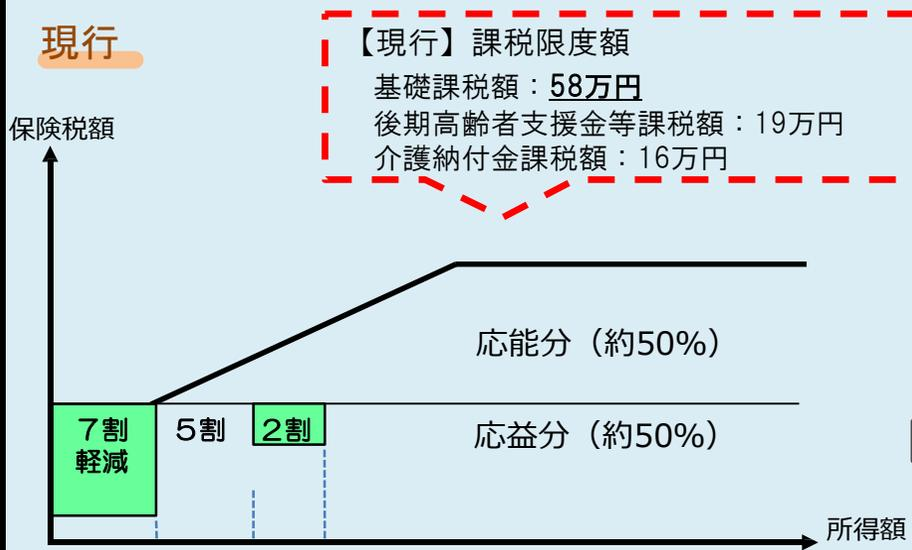 現行
【現行】課税限度額
基礎課税額：58万円
後期高齢者支援金等課税額：19万円
介護納付金課税額：16万円
保険税額
応能分（約50%）
７割
軽減
５割
２割
応益分（約50%）
所得額